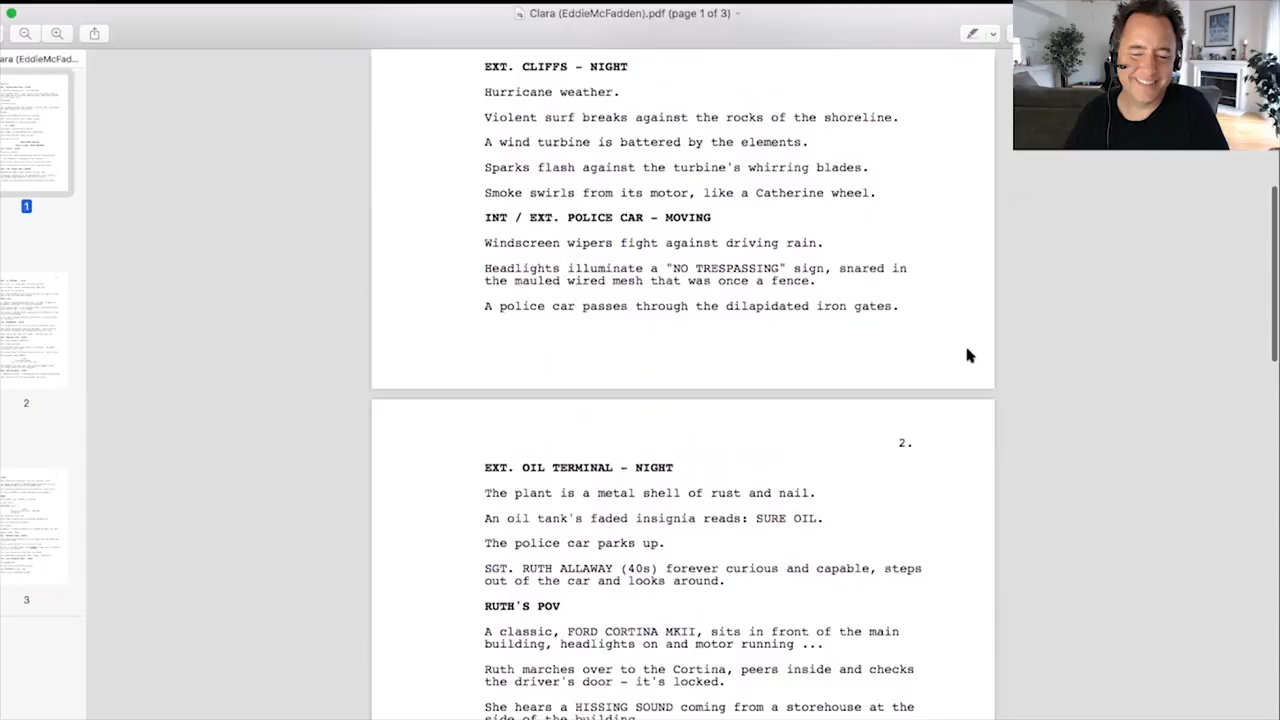 Clara (EddieMcFadden).pdf (page 1 of 3)
ara (EddieMcFad...
EXT. CLIFFS - NIGHT
Hurricane weather.
Violent surf breaks against the rocks of the shoreline.
A wind turbine is battered by the elements.
Sparks flash against the turbine's whirring blades.
Smoke swirls from its motor, like a Catherine wheel.
INT / EXT. POLICE CAR - MOVING
Windscreen wipers fight against driving rain.
Headlights illuminate a "NO TRESPASSING" sign, snared in
the wired mesh that was once a fence.
police car passes through iron gates.
1
2
3
2.
EXT. OIL TERMINAL - NIGHT
The plant is a metal shell of rust and nail.
An oil tank's faded insignia reads: SURE OIL.
The police car parks up.
SGT. RUTH ALLAWAY (40s) forever curious and capable, steps
out of the car and looks around.
RUTH'S POV
A classic, FORD CORTINA MKII, sits in front of the main
building, headlights on and motor running ...
Ruth marches over to the Cortina, peers inside and checks
the driver's door - it's locked.
She hears a HISSING SOUND coming from a storehouse at the
side of the building.